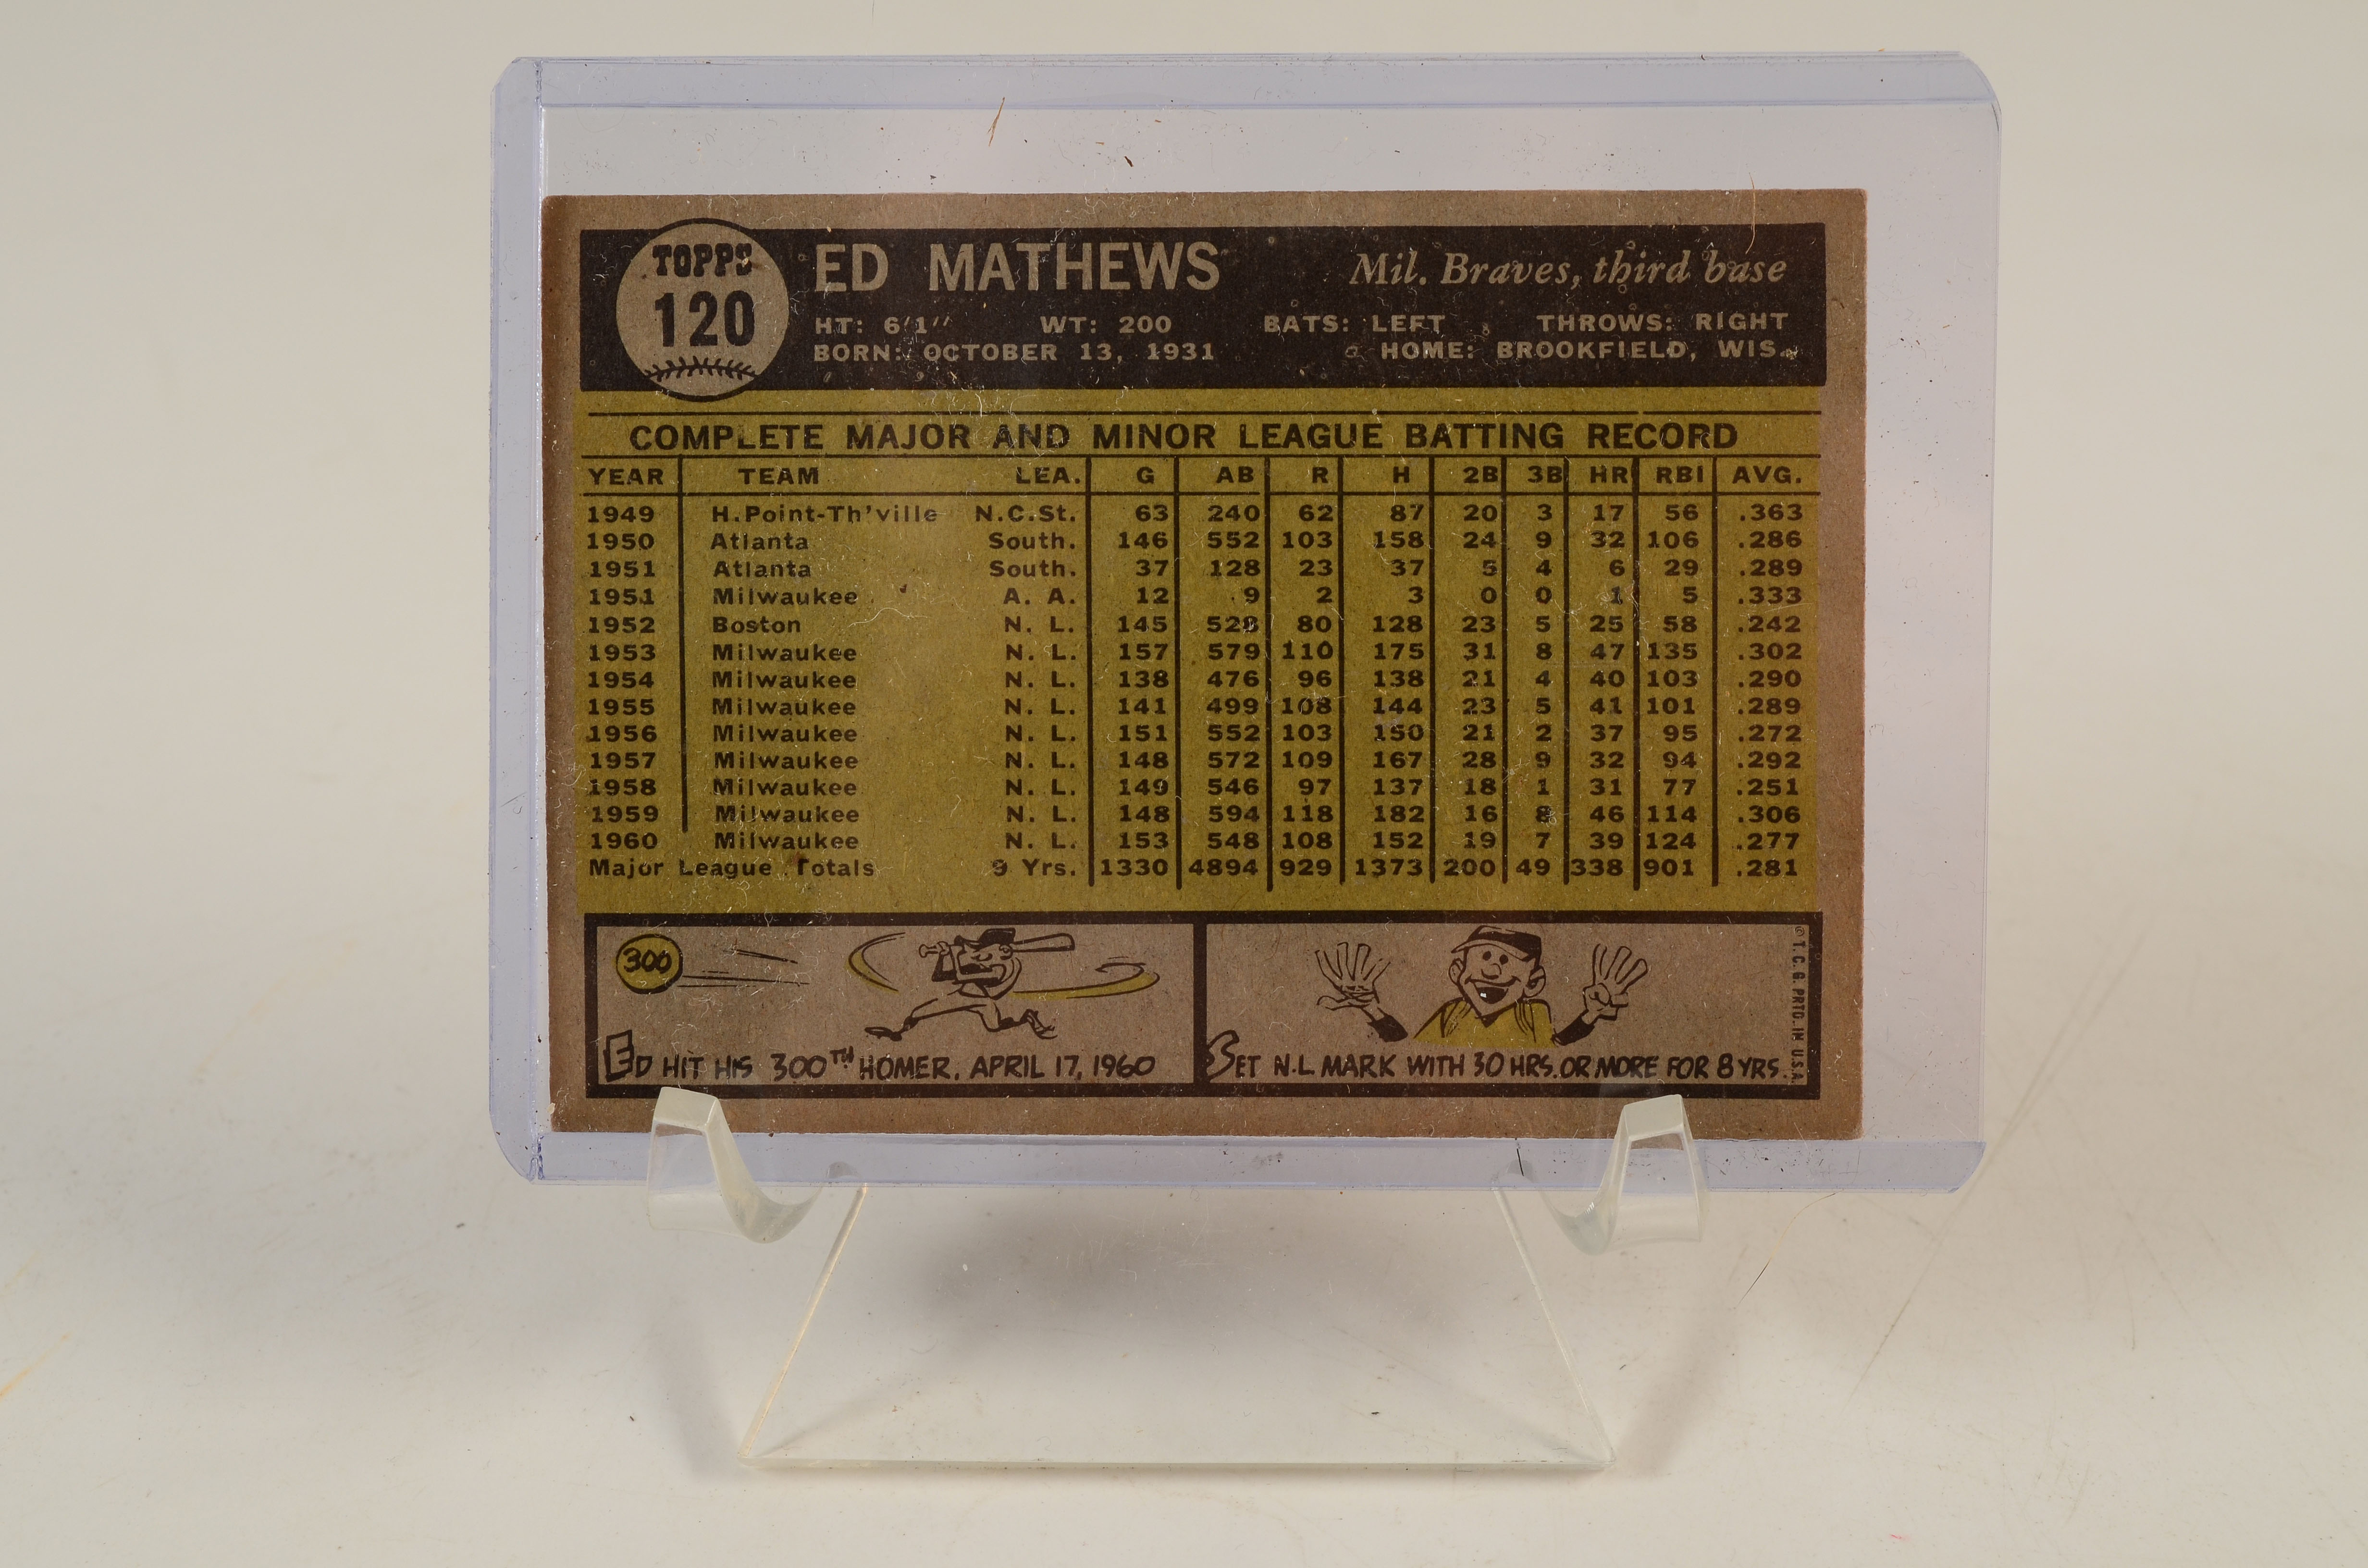 TOPPS
120
ED MATHEWS Mil. Braves, third base
HT: 6'1" WT: 200 BATS: LEFT THROWS: RIGHT
BORN: OCTOBER 13, 1931 HOME: BROOKFIELD, WIS.
COMPLETE MAJOR AND MINOR LEAGUE BATTING RECORD
YEAR TEAM LEA. G AB R H 2B 3B HR RBI AVG.
1949 H.Point-Th'ville N.C.St. 63 240 62 87 20 3 17 56 .363
1950 Atlanta South. 146 552 103 158 24 9 32 106 .286
1951 Atlanta South. 37 128 23 37 5 4 6 29 .289
1951 Milwaukee A. A. 12 9 2 3 0 0 1 5 .333
1952 Boston N. L. 145 528 80 128 23 5 25 58 .242
1953 Milwaukee N. L. 157 579 110 175 31 8 47 135 .302
1954 Milwaukee N. L. 138 476 96 138 21 4 40 103 .290
1955 Milwaukee N. L. 141 499 108 144 23 5 41 101 .289
1956 Milwaukee N. L. 151 552 103 150 21 2 37 95 .272
1957 Milwaukee N. L. 148 572 109 167 28 9 32 94 .292
1958 Milwaukee N. L. 149 546 97 137 18 1 31 77 .251
1959 Milwaukee N. L. 148 594 118 182 16 8 46 114 .306
1960 Milwaukee N. L. 153 548 108 152 19 7 39 124 .277
Major League Totals 9 Yrs. 1330 4894 929 1373 200 49 338 901 .281
300
ED HIT HIS 300TH HOMER, APRIL 17, 1960
SET N.L. MARK WITH 30 HRS. OR MORE FOR 8 YRS.
© T. C. G. PRTD. IN U.S.A.